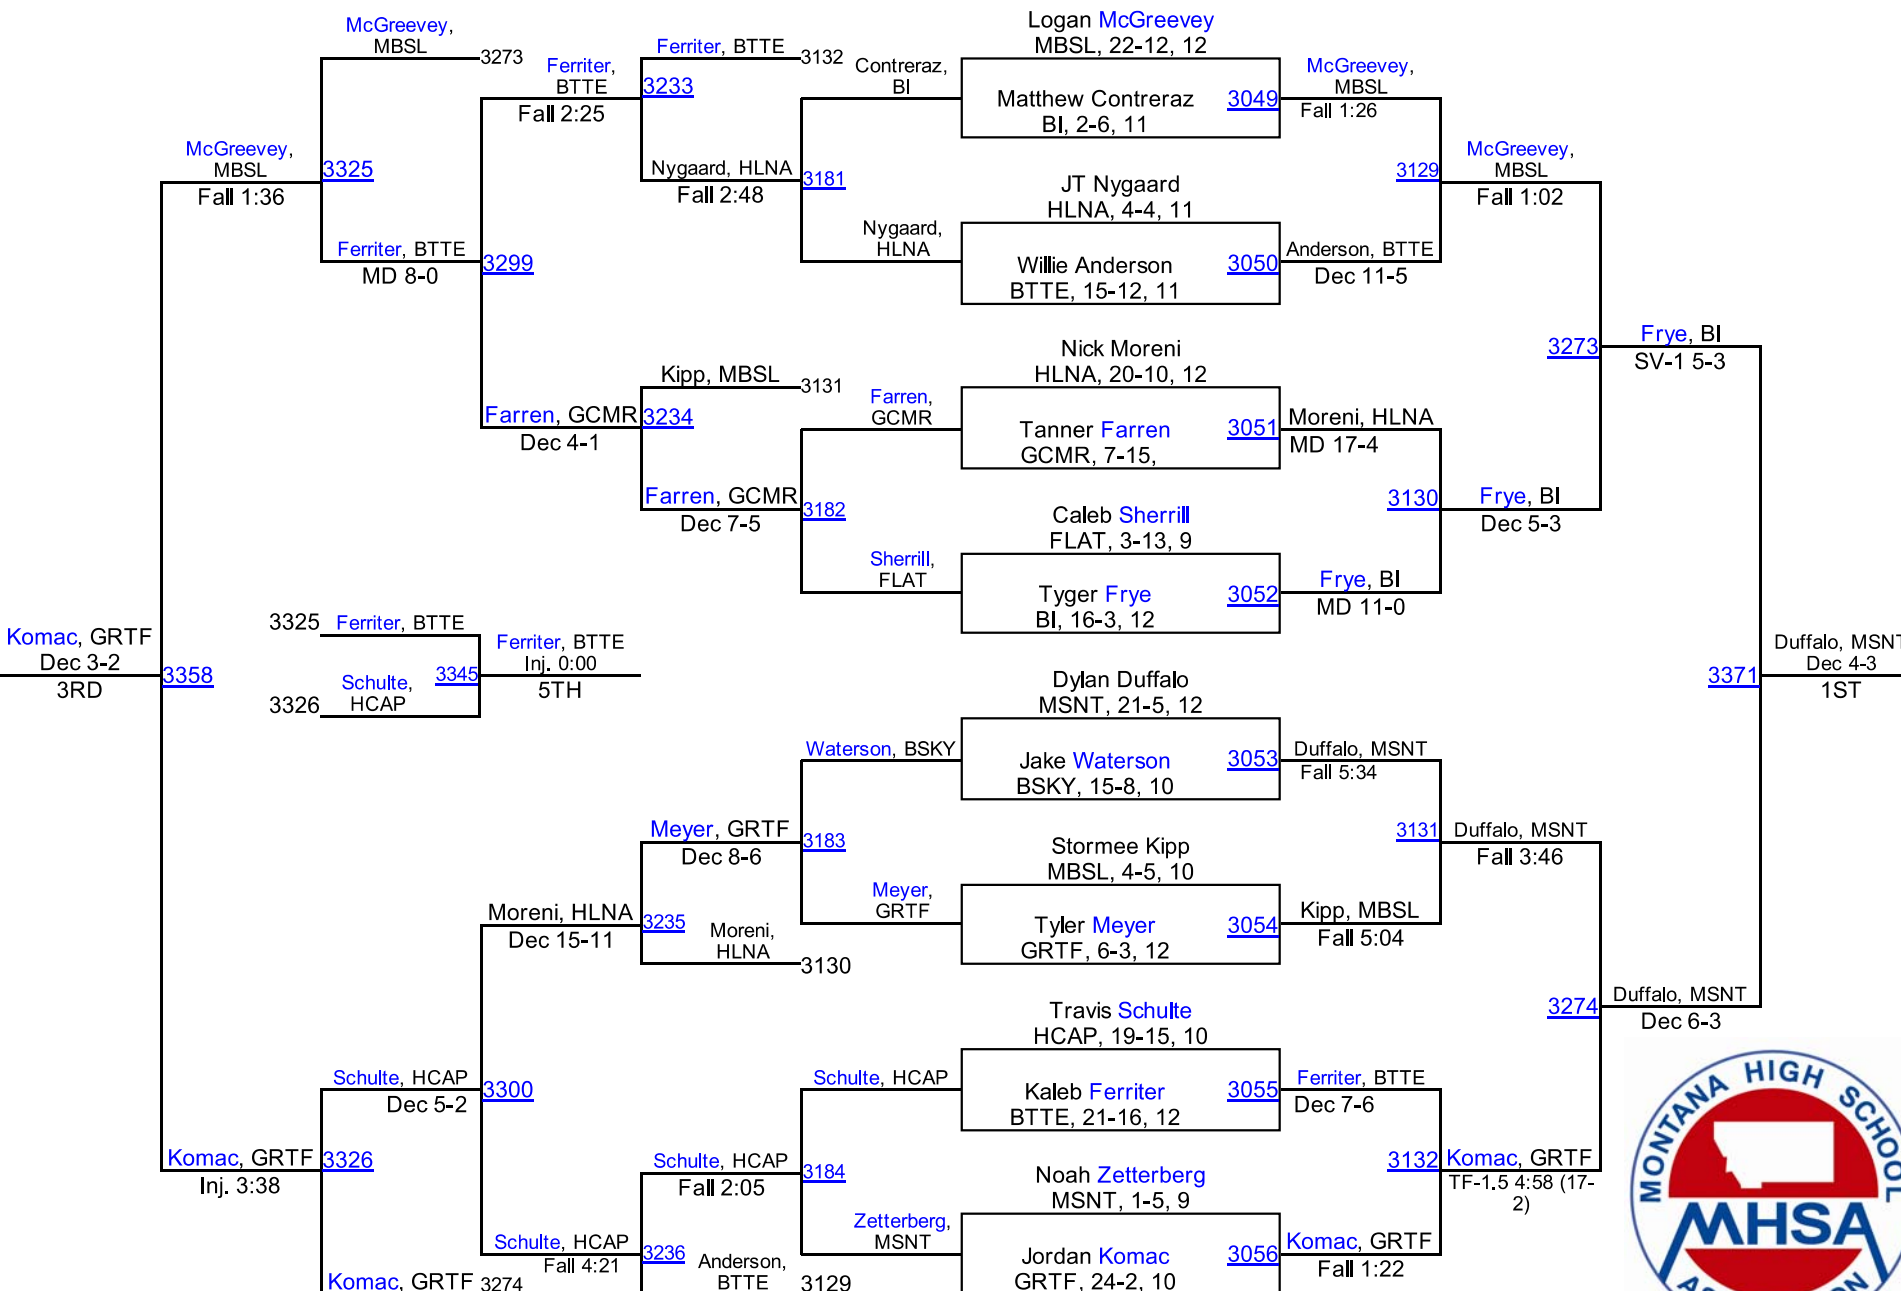 Logan McGreevey
MBSL, 22-12, 12
McGreevey,
MBSL
3273
Ferriter, BTTE
3132
Ferriter,
BTTE
3233
Fall 2:25
Contreraz,
BI
Matthew Contreraz
BI, 2-6, 11
3049
McGreevey,
MBSL
Fall 1:26
McGreevey,
MBSL
3325
Fall 1:36
Nygaard, HLNA
3181
Fall 2:48
JT Nygaard
HLNA, 4-4, 11
3129
McGreevey,
MBSL
Fall 1:02
Ferriter, BTTE
3299
MD 8-0
Nygaard,
HLNA
Willie Anderson
BTTE, 15-12, 11
3050
Anderson, BTTE
Dec 11-5
Nick Moreni
HLNA, 20-10, 12
3273
Frye, BI
SV-1 5-3
Kipp, MBSL
3131
Farren, GCMR
3234
Dec 4-1
Farren,
GCMR
Tanner Farren
GCMR, 7-15,
3051
Moreni, HLNA
MD 17-4
Farren, GCMR
3182
Dec 7-5
Caleb Sherrill
FLAT, 3-13, 9
3130
Frye, BI
Dec 5-3
Sherrill,
FLAT
Tyger Frye
BI, 16-3, 12
3052
Frye, BI
MD 11-0
Komac, GRTF
Dec 3-2
3RD
3358
3325
Ferriter, BTTE
3326
Schulte,
HCAP
3345
Ferriter, BTTE
Inj. 0:00
5TH
Dylan Duffalo
MSNT, 21-5, 12
3371
Duffalo, MSNT
Dec 4-3
1ST
Waterson, BSKY
Jake Waterson
BSKY, 15-8, 10
3053
Duffalo, MSNT
Fall 5:34
Meyer, GRTF
3183
Dec 8-6
Stormee Kipp
MBSL, 4-5, 10
3131
Duffalo, MSNT
Fall 3:46
Moreni, HLNA
3235
Dec 15-11
Moreni,
HLNA
3130
Meyer,
GRTF
Tyler Meyer
GRTF, 6-3, 12
3054
Kipp, MBSL
Fall 5:04
Travis Schulte
HCAP, 19-15, 10
3274
Duffalo, MSNT
Dec 6-3
Schulte, HCAP
3300
Dec 5-2
Schulte, HCAP
Kaleb Ferriter
BTTE, 21-16, 12
3055
Ferriter, BTTE
Dec 7-6
Komac, GRTF
3326
Inj. 3:38
Schulte, HCAP
3184
Fall 2:05
Noah Zetterberg
MSNT, 1-5, 9
3132
Komac, GRTF
TF-1.5 4:58 (17-
2)
Schulte, HCAP
3236
Fall 4:21
Anderson,
BTTE
3129
Zetterberg,
MSNT
Jordan Komac
GRTF, 24-2, 10
3056
Komac, GRTF
Fall 1:22
Komac, GRTF
3274
MONTANA HIGH SCHOOL
MHSA